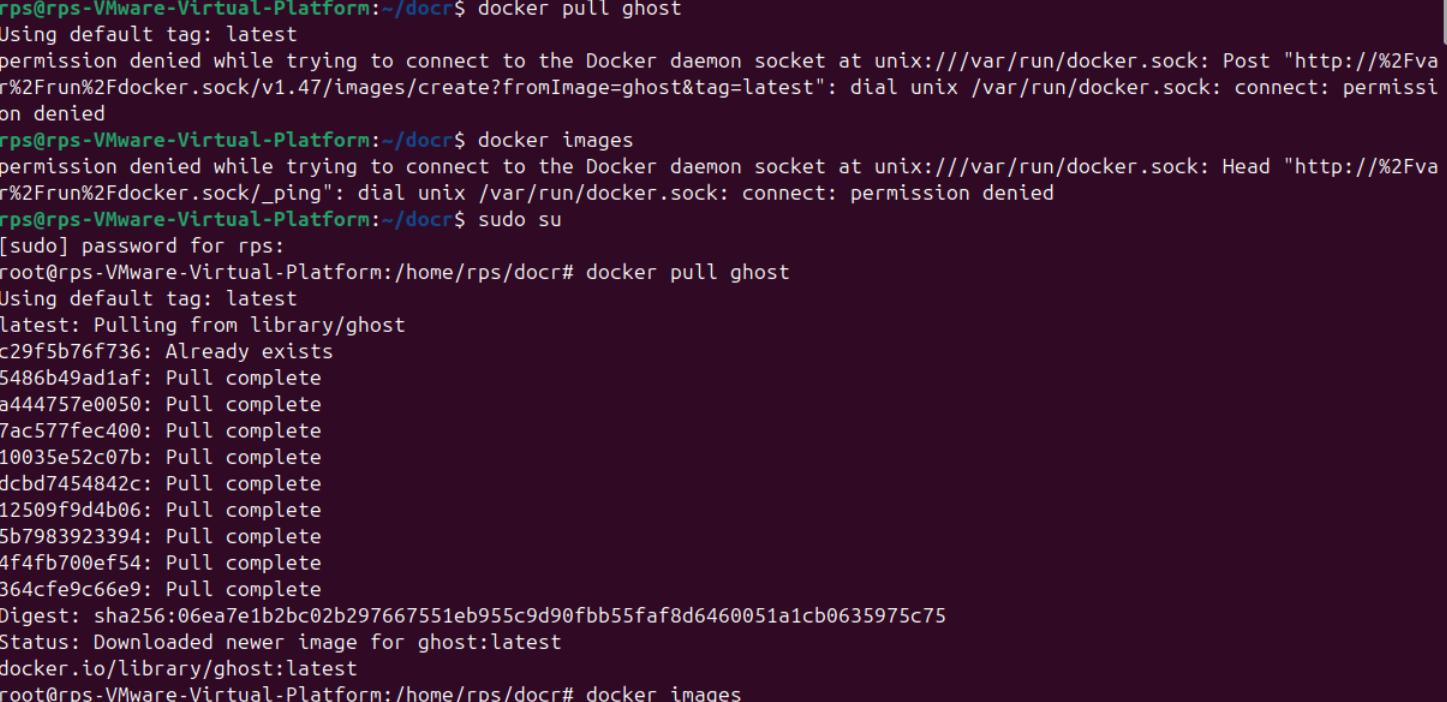 rps@rps-VMware-Virtual-Platform:~/docr$ docker pull ghost
Using default tag: latest
permission denied while trying to connect to the Docker daemon socket at unix:///var/run/docker.sock: Post "http://%2Fva
r%2Frun%2Fdocker.sock/v1.47/images/create?fromImage=ghost&tag=latest": dial unix /var/run/docker.sock: connect: permissi
on denied
rps@rps-VMware-Virtual-Platform:~/docr$ docker images
permission denied while trying to connect to the Docker daemon socket at unix:///var/run/docker.sock: Head "http://%2Fva
r%2Frun%2Fdocker.sock/_ping": dial unix /var/run/docker.sock: connect: permission denied
rps@rps-VMware-Virtual-Platform:~/docr$ sudo su
[sudo] password for rps:
root@rps-VMware-Virtual-Platform:/home/rps/docr# docker pull ghost
Using default tag: latest
latest: Pulling from library/ghost
c29f5b76f736: Already exists
5486b49ad1af: Pull complete
a444757e0050: Pull complete
7ac577fec400: Pull complete
10035e52c07b: Pull complete
dcbd7454842c: Pull complete
12509f9d4b06: Pull complete
5b7983923394: Pull complete
4f4fb700ef54: Pull complete
364cfe9c66e9: Pull complete
Digest: sha256:06ea7e1b2bc02b297667551eb955c9d90fbb55faf8d6460051a1cb0635975c75
Status: Downloaded newer image for ghost:latest
docker.io/library/ghost:latest
root@rps-VMware-Virtual-Platform:/home/rps/docr# docker images